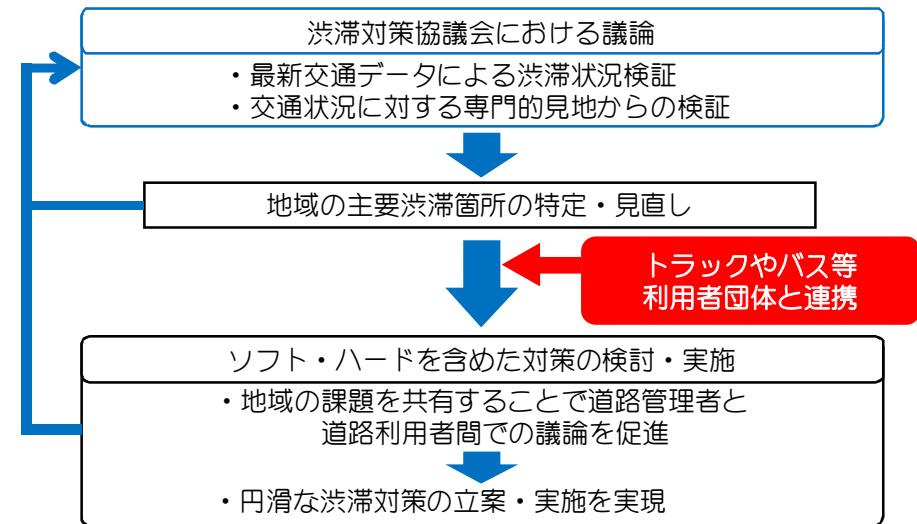 渋滞対策協議会における議論
・最新交通データによる渋滞状況検証
・交通状況に対する専門的見地からの検証
地域の主要渋滞箇所の特定・見直し
トラックやバス等
利用者団体と連携
ソフト・ハードを含めた対策の検討・実施
・地域の課題を共有することで道路管理者と
道路利用者間での議論を促進
・円滑な渋滞対策の立案・実施を実現